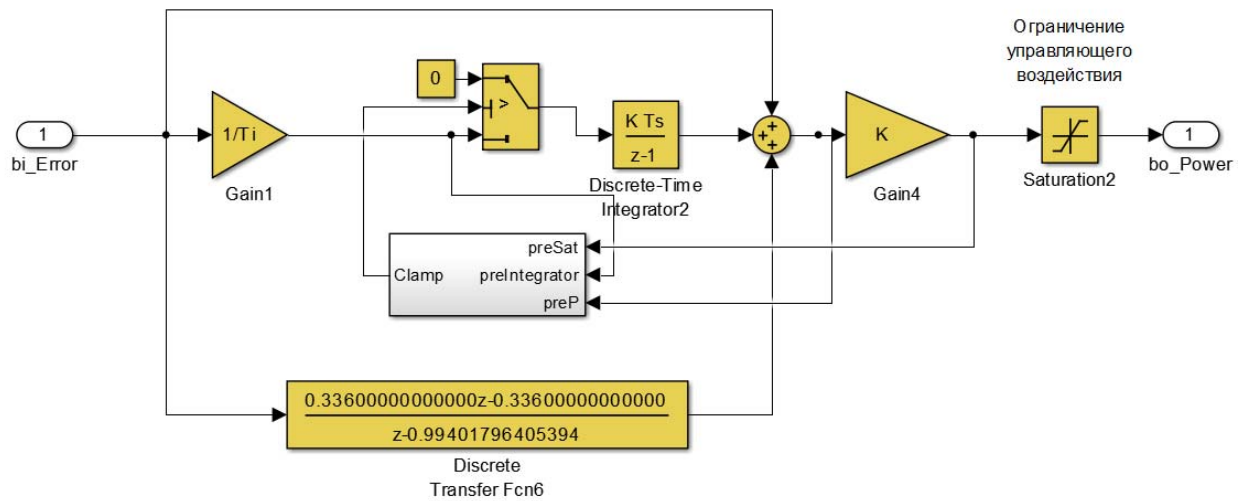 Ограничение
управляющего
воздействия
0
>
1
bi_Error
1/Ti
Gain1
K Ts
z-1
Discrete-Time
Integrator2
+
+
+
K
Gain4
Saturation2
1
bo_Power
preSat
Clamp
preIntegrator
preP
0.33600000000000z-0.33600000000000
z-0.99401796405394
Discrete
Transfer Fcn6